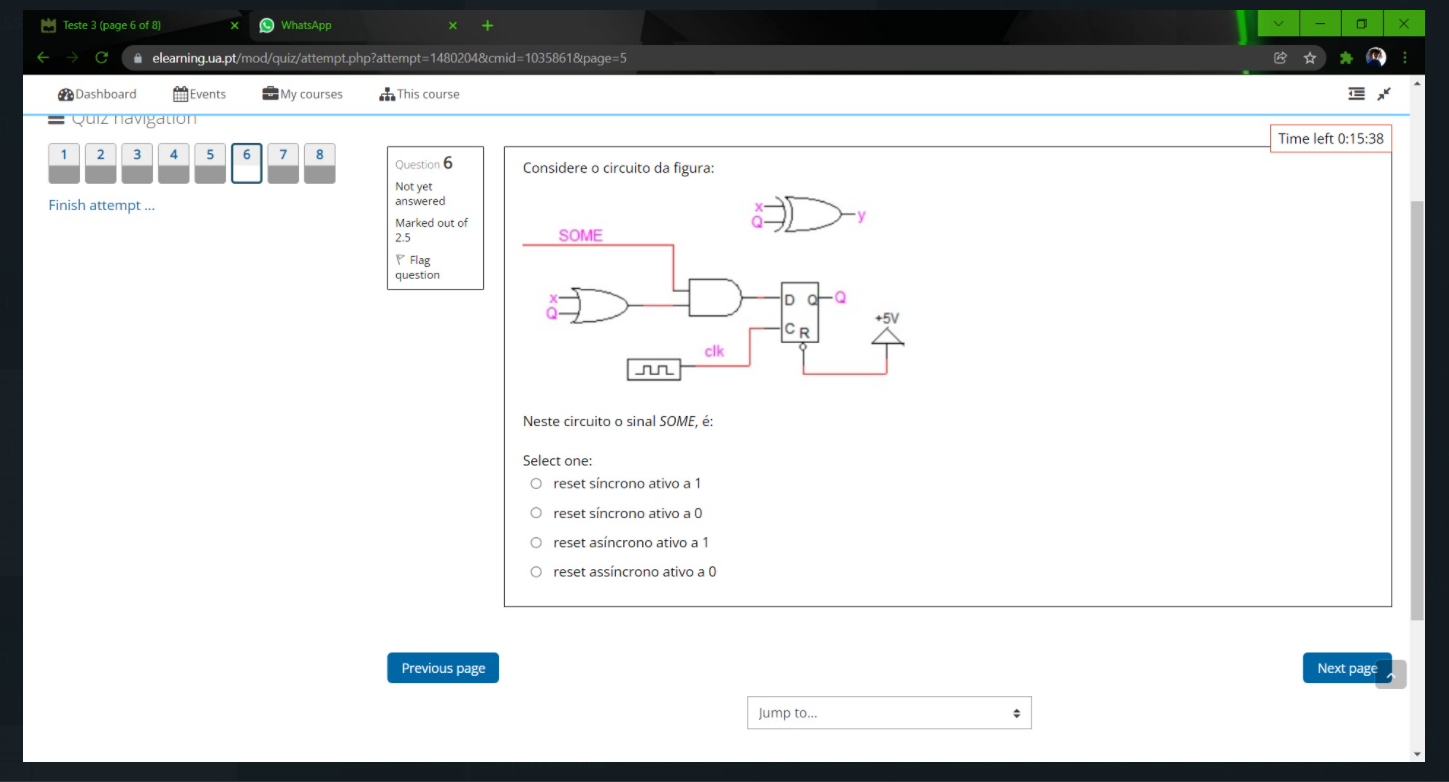 Teste 3 (page 6 of 8)
WhatsApp
elearning.ua.pt/mod/quiz/attempt.php?attempt=1480204&cmid=1035861&page=5
Dashboard
Events
My courses
This course
Quiz navigation
Time left 0:15:38
1 2 3 4 5 6 7 8
Finish attempt ...
Question 6
Not yet
answered
Marked out of
2.5
Flag
question
Considere o circuito da figura:
x
Q
y
SOME
x
Q
D Q
Q
C R
+5V
clk
Neste circuito o sinal SOME, é:
Select one:
reset síncrono ativo a 1
reset síncrono ativo a 0
reset asíncrono ativo a 1
reset assíncrono ativo a 0
Previous page
Next page
Jump to...